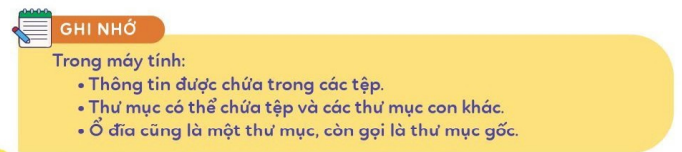 GHI NHỚ
Trong máy tính:
• Thông tin được chứa trong các tệp.
• Thư mục có thể chứa tệp và các thư mục con khác.
• Ổ đĩa cũng là một thư mục, còn gọi là thư mục gốc.